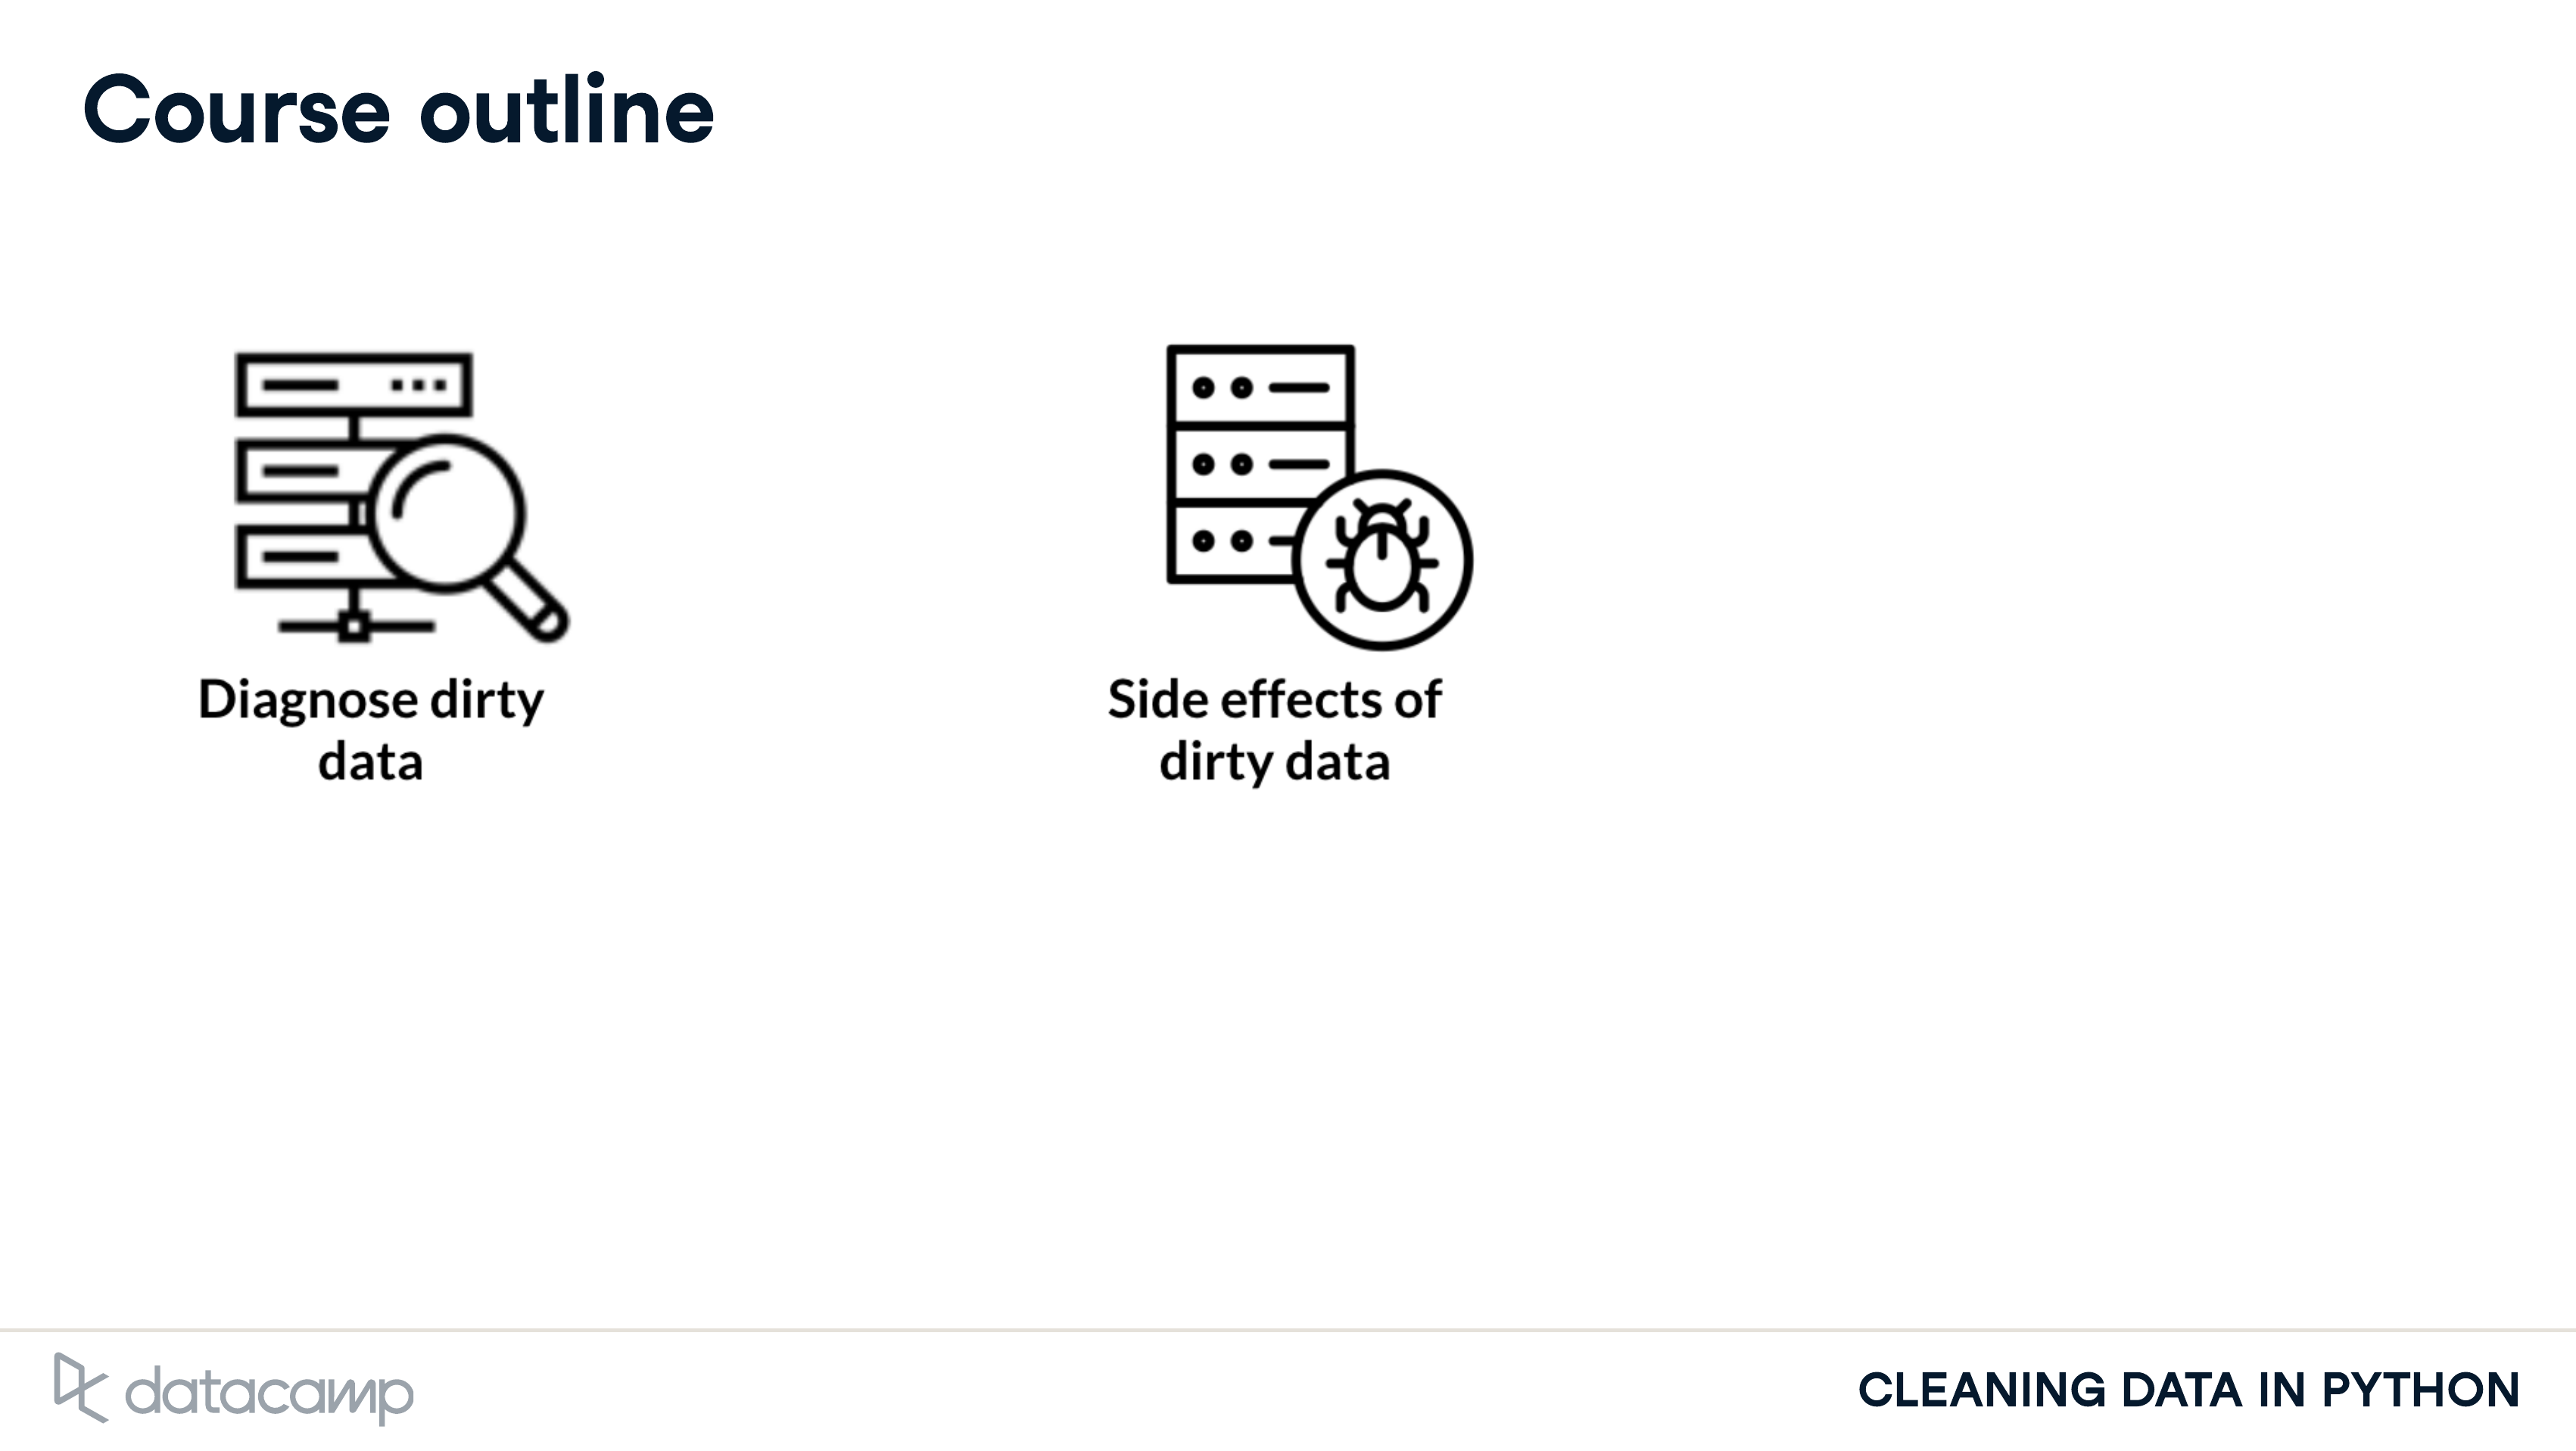 Course outline
Diagnose dirty
data
Side effects of
dirty data
datacamp
CLEANING DATA IN PYTHON